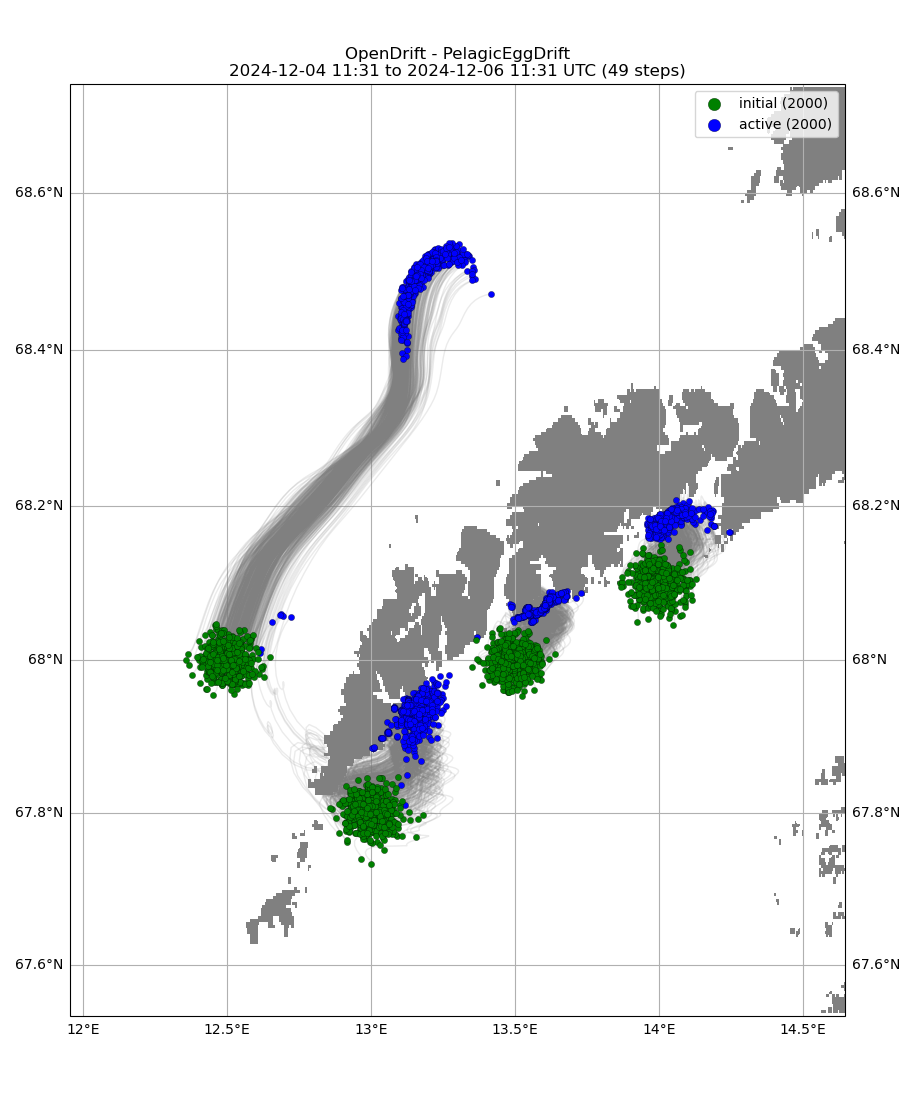 OpenDrift - PelagicEggDrift
2024-12-04 11:31 to 2024-12-06 11:31 UTC (49 steps)
initial (2000)
active (2000)
68.6°N
68.6°N
68.4°N
68.4°N
68.2°N
68.2°N
68°N
68°N
67.8°N
67.8°N
67.6°N
67.6°N
12°E
12.5°E
13°E
13.5°E
14°E
14.5°E